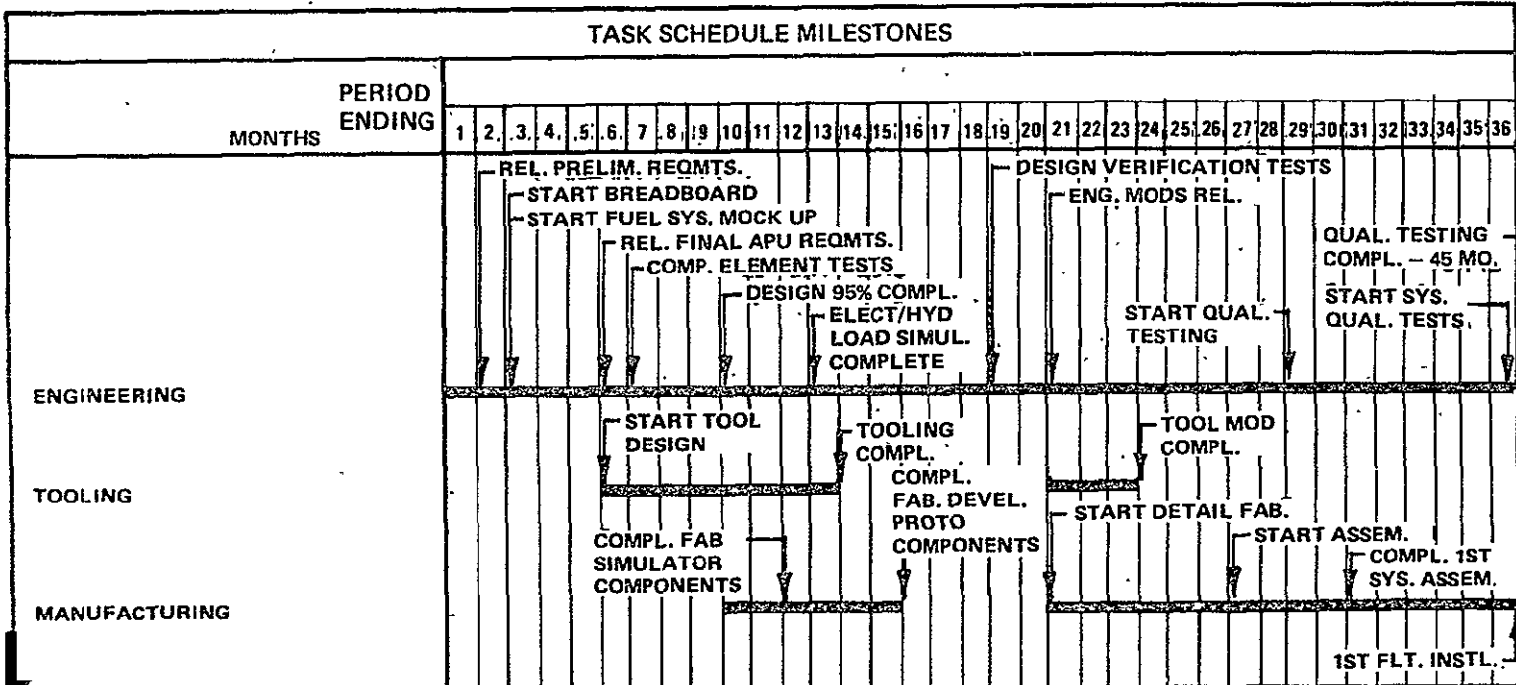 TASK SCHEDULE MILESTONES
PERIOD
ENDING
MONTHS
1 2 3 4 5 6 7 8 9 10 11 12 13 14 15 16 17 18 19 20 21 22 23 24 25 26 27 28 29 30 31 32 33 34 35 36
REL. PRELIM. REQMTS.
START BREADBOARD
START FUEL SYS. MOCK UP
REL. FINAL APU REQMTS.
COMP. ELEMENT TESTS
DESIGN 95% COMPL.
ELECT/HYD
LOAD SIMUL.
COMPLETE
DESIGN VERIFICATION TESTS
ENG. MODS REL.
START QUAL.
TESTING
QUAL. TESTING
COMPL. – 45 MO.
START SYS.
QUAL. TESTS.
ENGINEERING
START TOOL
DESIGN
TOOLING
COMPL.
TOOL MOD
COMPL.
TOOLING
COMPL. FAB
SIMULATOR
COMPONENTS
COMPL.
FAB. DEVEL.
PROTO
COMPONENTS
START DETAIL FAB.
START ASSEM.
COMPL. 1ST
SYS. ASSEM.
MANUFACTURING
1ST FLT. INSTL.